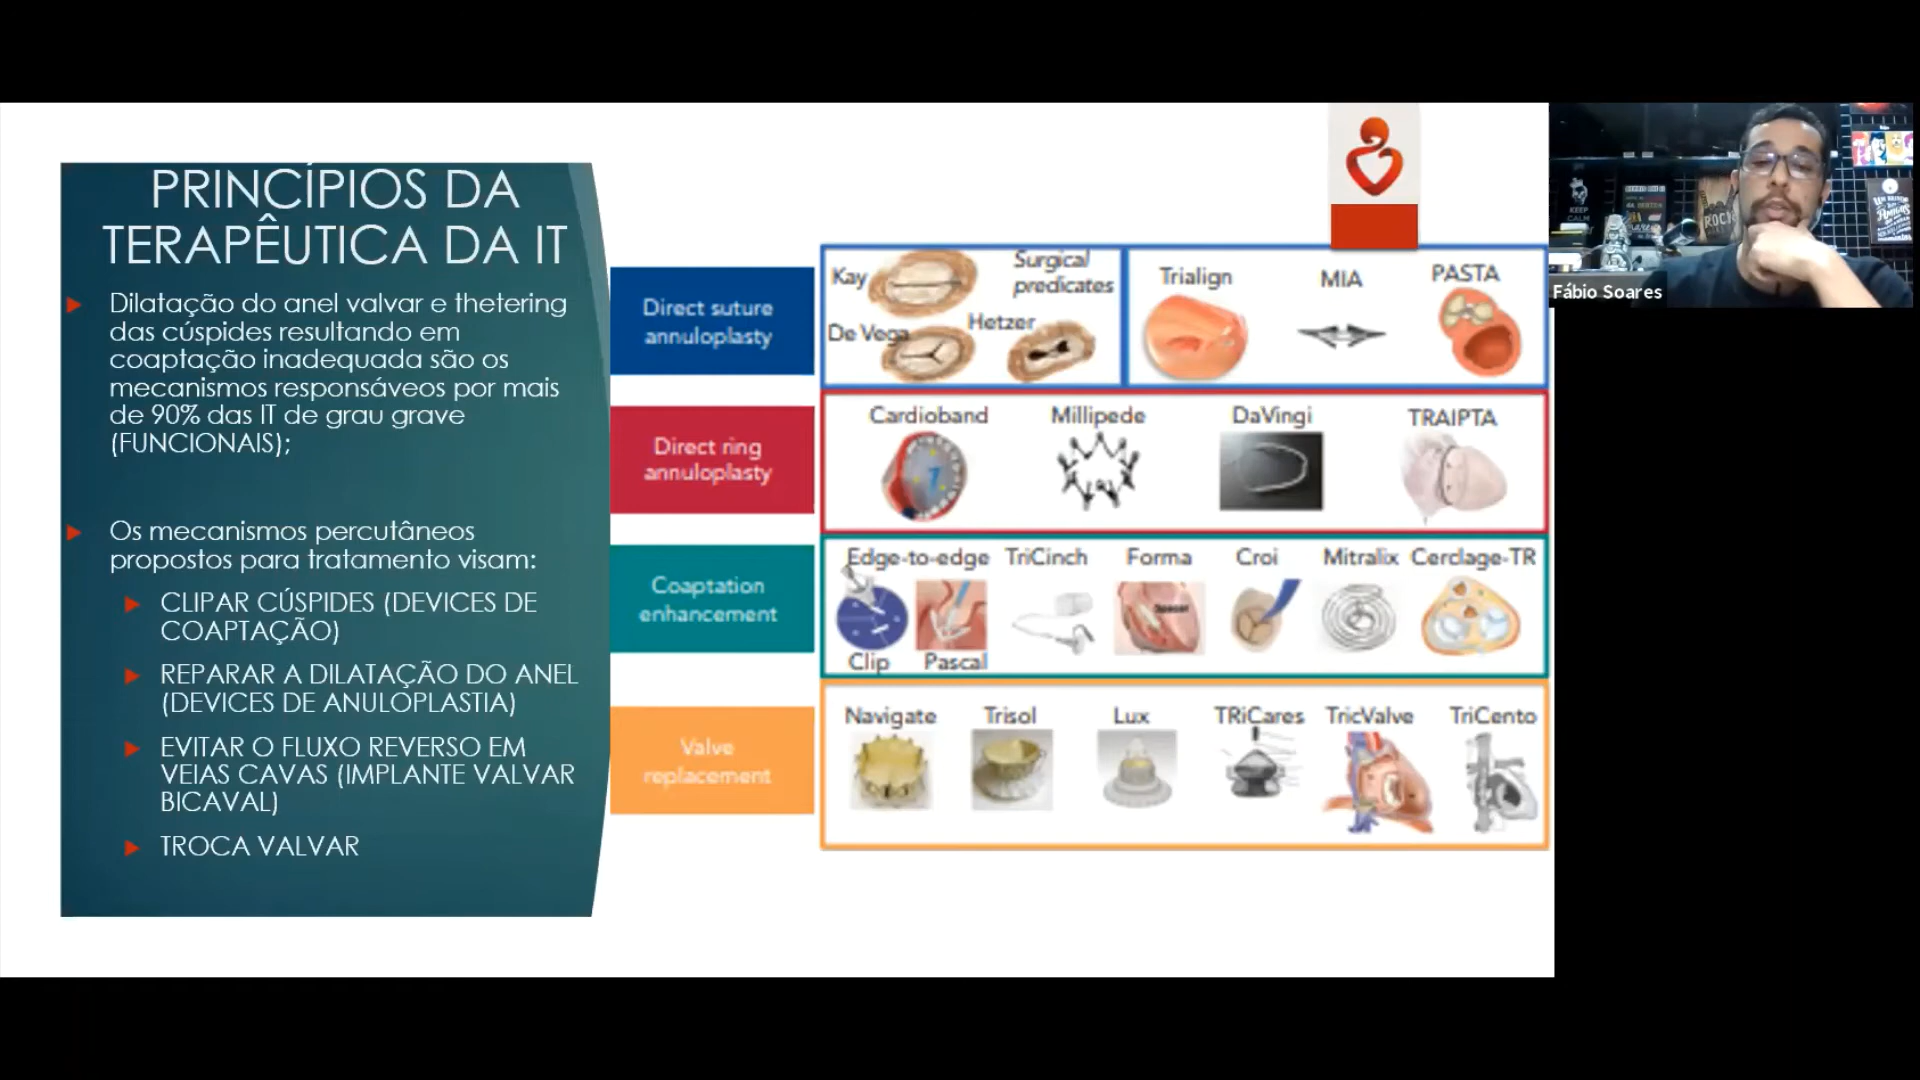 PRINCÍPIOS DA
TERAPÊUTICA DA IT
Dilatação do anel valvar e thetering
das cúspides resultando em
coaptação inadequada são os
mecanismos responsáveos por mais
de 90% das IT de grau grave
(FUNCIONAIS);
Os mecanismos percutâneos
propostos para tratamento visam:
CLIPAR CÚSPIDES (DEVICES DE
COAPTAÇÃO)
REPARAR A DILATAÇÃO DO ANEL
(DEVICES DE ANULOPLASTIA)
EVITAR O FLUXO REVERSO EM
VEIAS CAVAS (IMPLANTE VALVAR
BICAVAL)
TROCA VALVAR
Direct suture
annuloplasty
Kay
Surgical
predicates
De Vega
Hetzer
Trialign
MIA
PASTA
Direct ring
annuloplasty
Cardioband
Millipede
DaVingi
TRAIPTA
Coaptation
enhancement
Edge-to-edge
TriCinch
Forma
Croi
Mitralix
Cerclage-TR
Spacer
Clip
Pascal
Valve
replacement
Navigate
Trisol
Lux
TRiCares
TricValve
TriCento
Fábio Soares
KEEP
CALM
ROCK